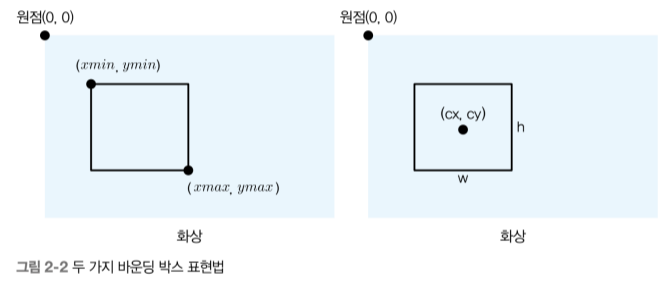 원점(0, 0)
(xmin, ymin)
(xmax, ymax)
화상
원점(0, 0)
(cx, cy)
h
w
화상
그림 2-2 두 가지 바운딩 박스 표현법